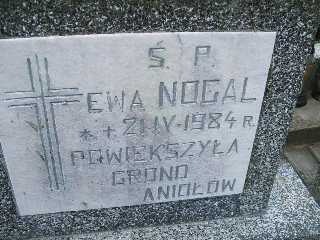 Ś. P.
EWA NOGAL
*+21·IV·1984 R.
POWIĘKSZYŁA
GRONO
ANIOŁÓW